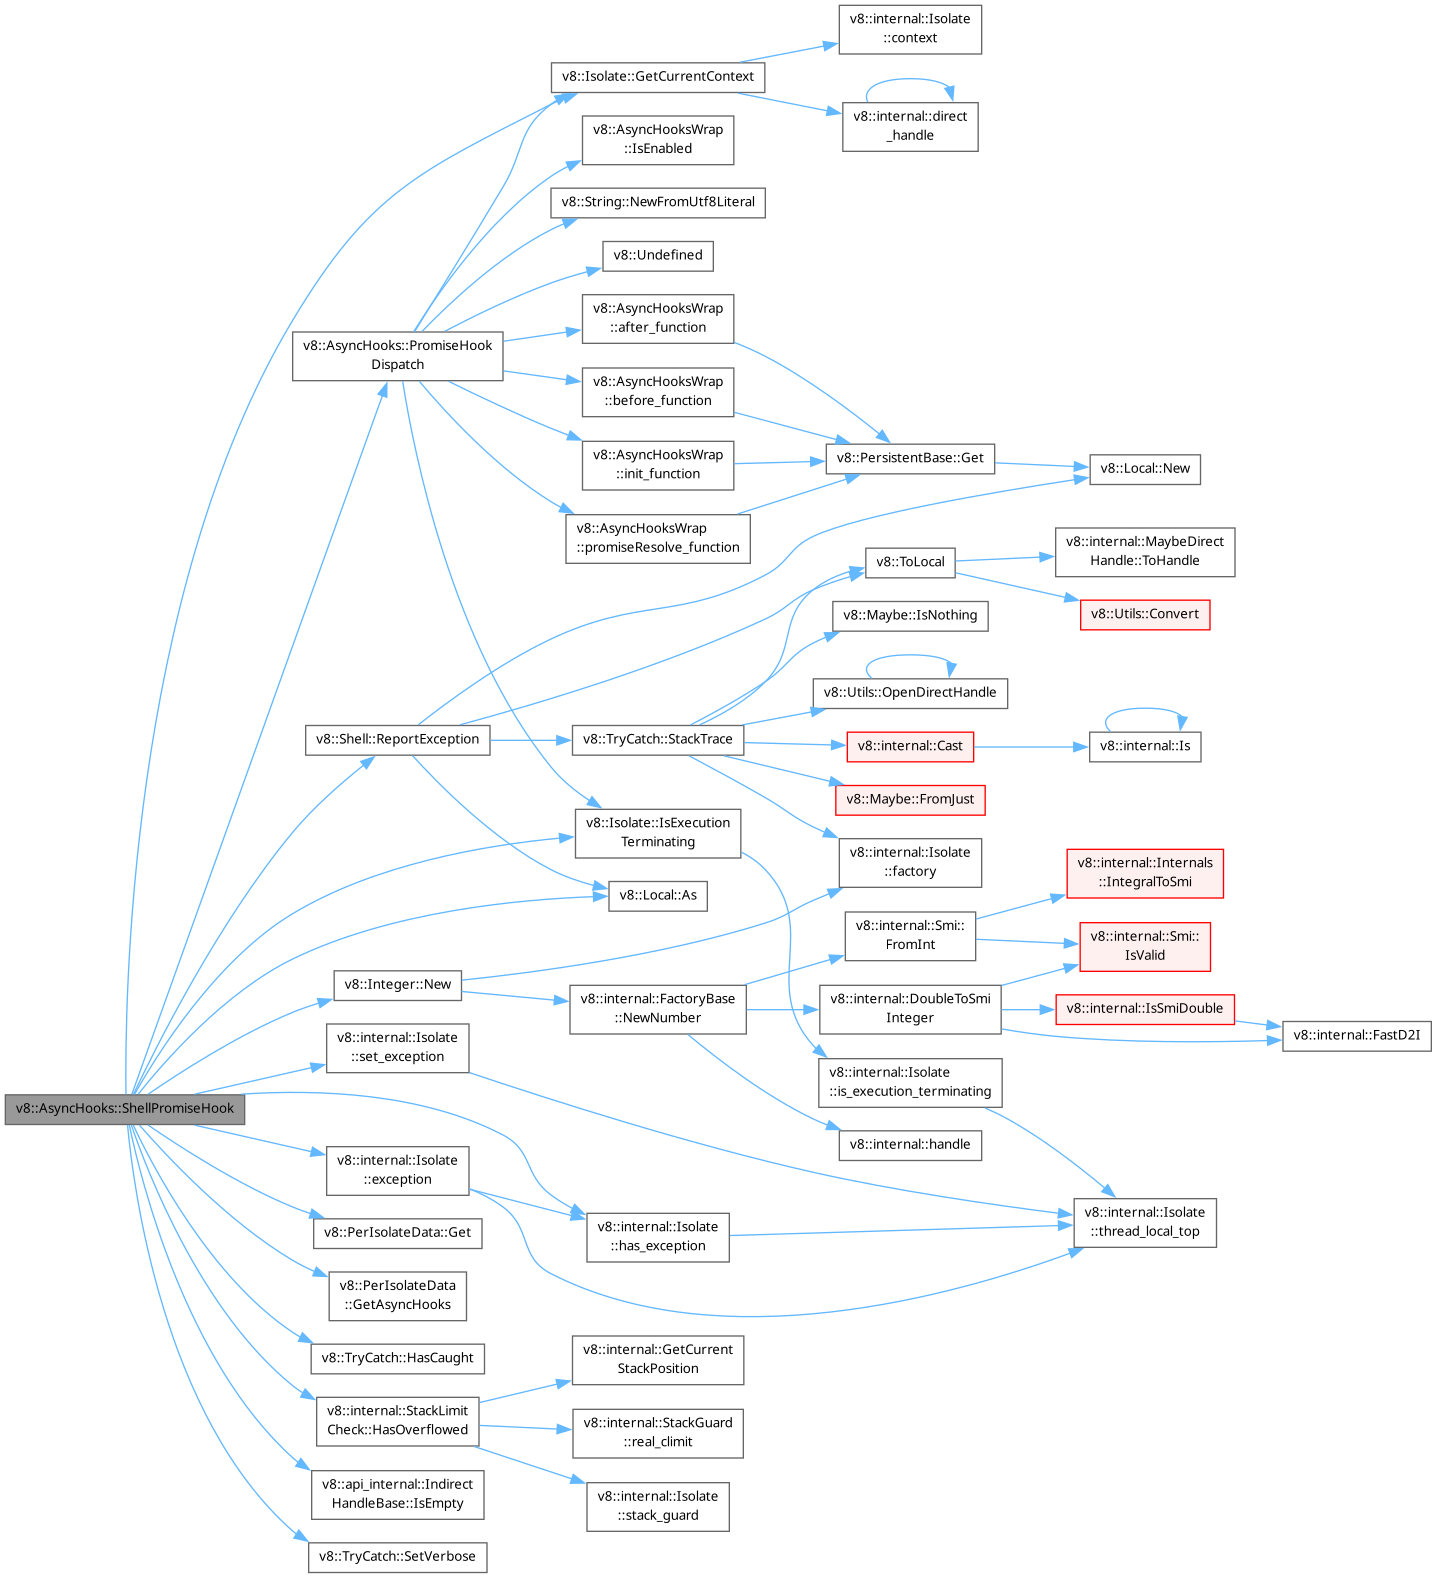 v8::internal::Isolate
::context
v8::Isolate::GetCurrentContext
v8::internal::direct
_handle
v8::AsyncHooksWrap
::IsEnabled
v8::String::NewFromUtf8Literal
v8::Undefined
v8::AsyncHooksWrap
::after_function
v8::AsyncHooks::PromiseHook
Dispatch
v8::AsyncHooksWrap
::before_function
v8::AsyncHooksWrap
::init_function
v8::PersistentBase::Get
v8::Local::New
v8::AsyncHooksWrap
::promiseResolve_function
v8::ToLocal
v8::internal::MaybeDirect
Handle::ToHandle
v8::Utils::Convert
v8::Maybe::IsNothing
v8::Utils::OpenDirectHandle
v8::Shell::ReportException
v8::TryCatch::StackTrace
v8::internal::Cast
v8::internal::Is
v8::Maybe::FromJust
v8::Isolate::IsExecution
Terminating
v8::internal::Isolate
::factory
v8::internal::Internals
::IntegralToSmi
v8::Local::As
v8::internal::Smi::
FromInt
v8::internal::Smi::
IsValid
v8::Integer::New
v8::internal::FactoryBase
::NewNumber
v8::internal::DoubleToSmi
Integer
v8::internal::IsSmiDouble
v8::internal::FastD2I
v8::internal::Isolate
::set_exception
v8::internal::Isolate
::is_execution_terminating
v8::AsyncHooks::ShellPromiseHook
v8::internal::handle
v8::internal::Isolate
::exception
v8::internal::Isolate
::thread_local_top
v8::PerIsolateData::Get
v8::internal::Isolate
::has_exception
v8::PerIsolateData
::GetAsyncHooks
v8::TryCatch::HasCaught
v8::internal::GetCurrent
StackPosition
v8::internal::StackLimit
Check::HasOverflowed
v8::internal::StackGuard
::real_climit
v8::api_internal::Indirect
HandleBase::IsEmpty
v8::internal::Isolate
::stack_guard
v8::TryCatch::SetVerbose